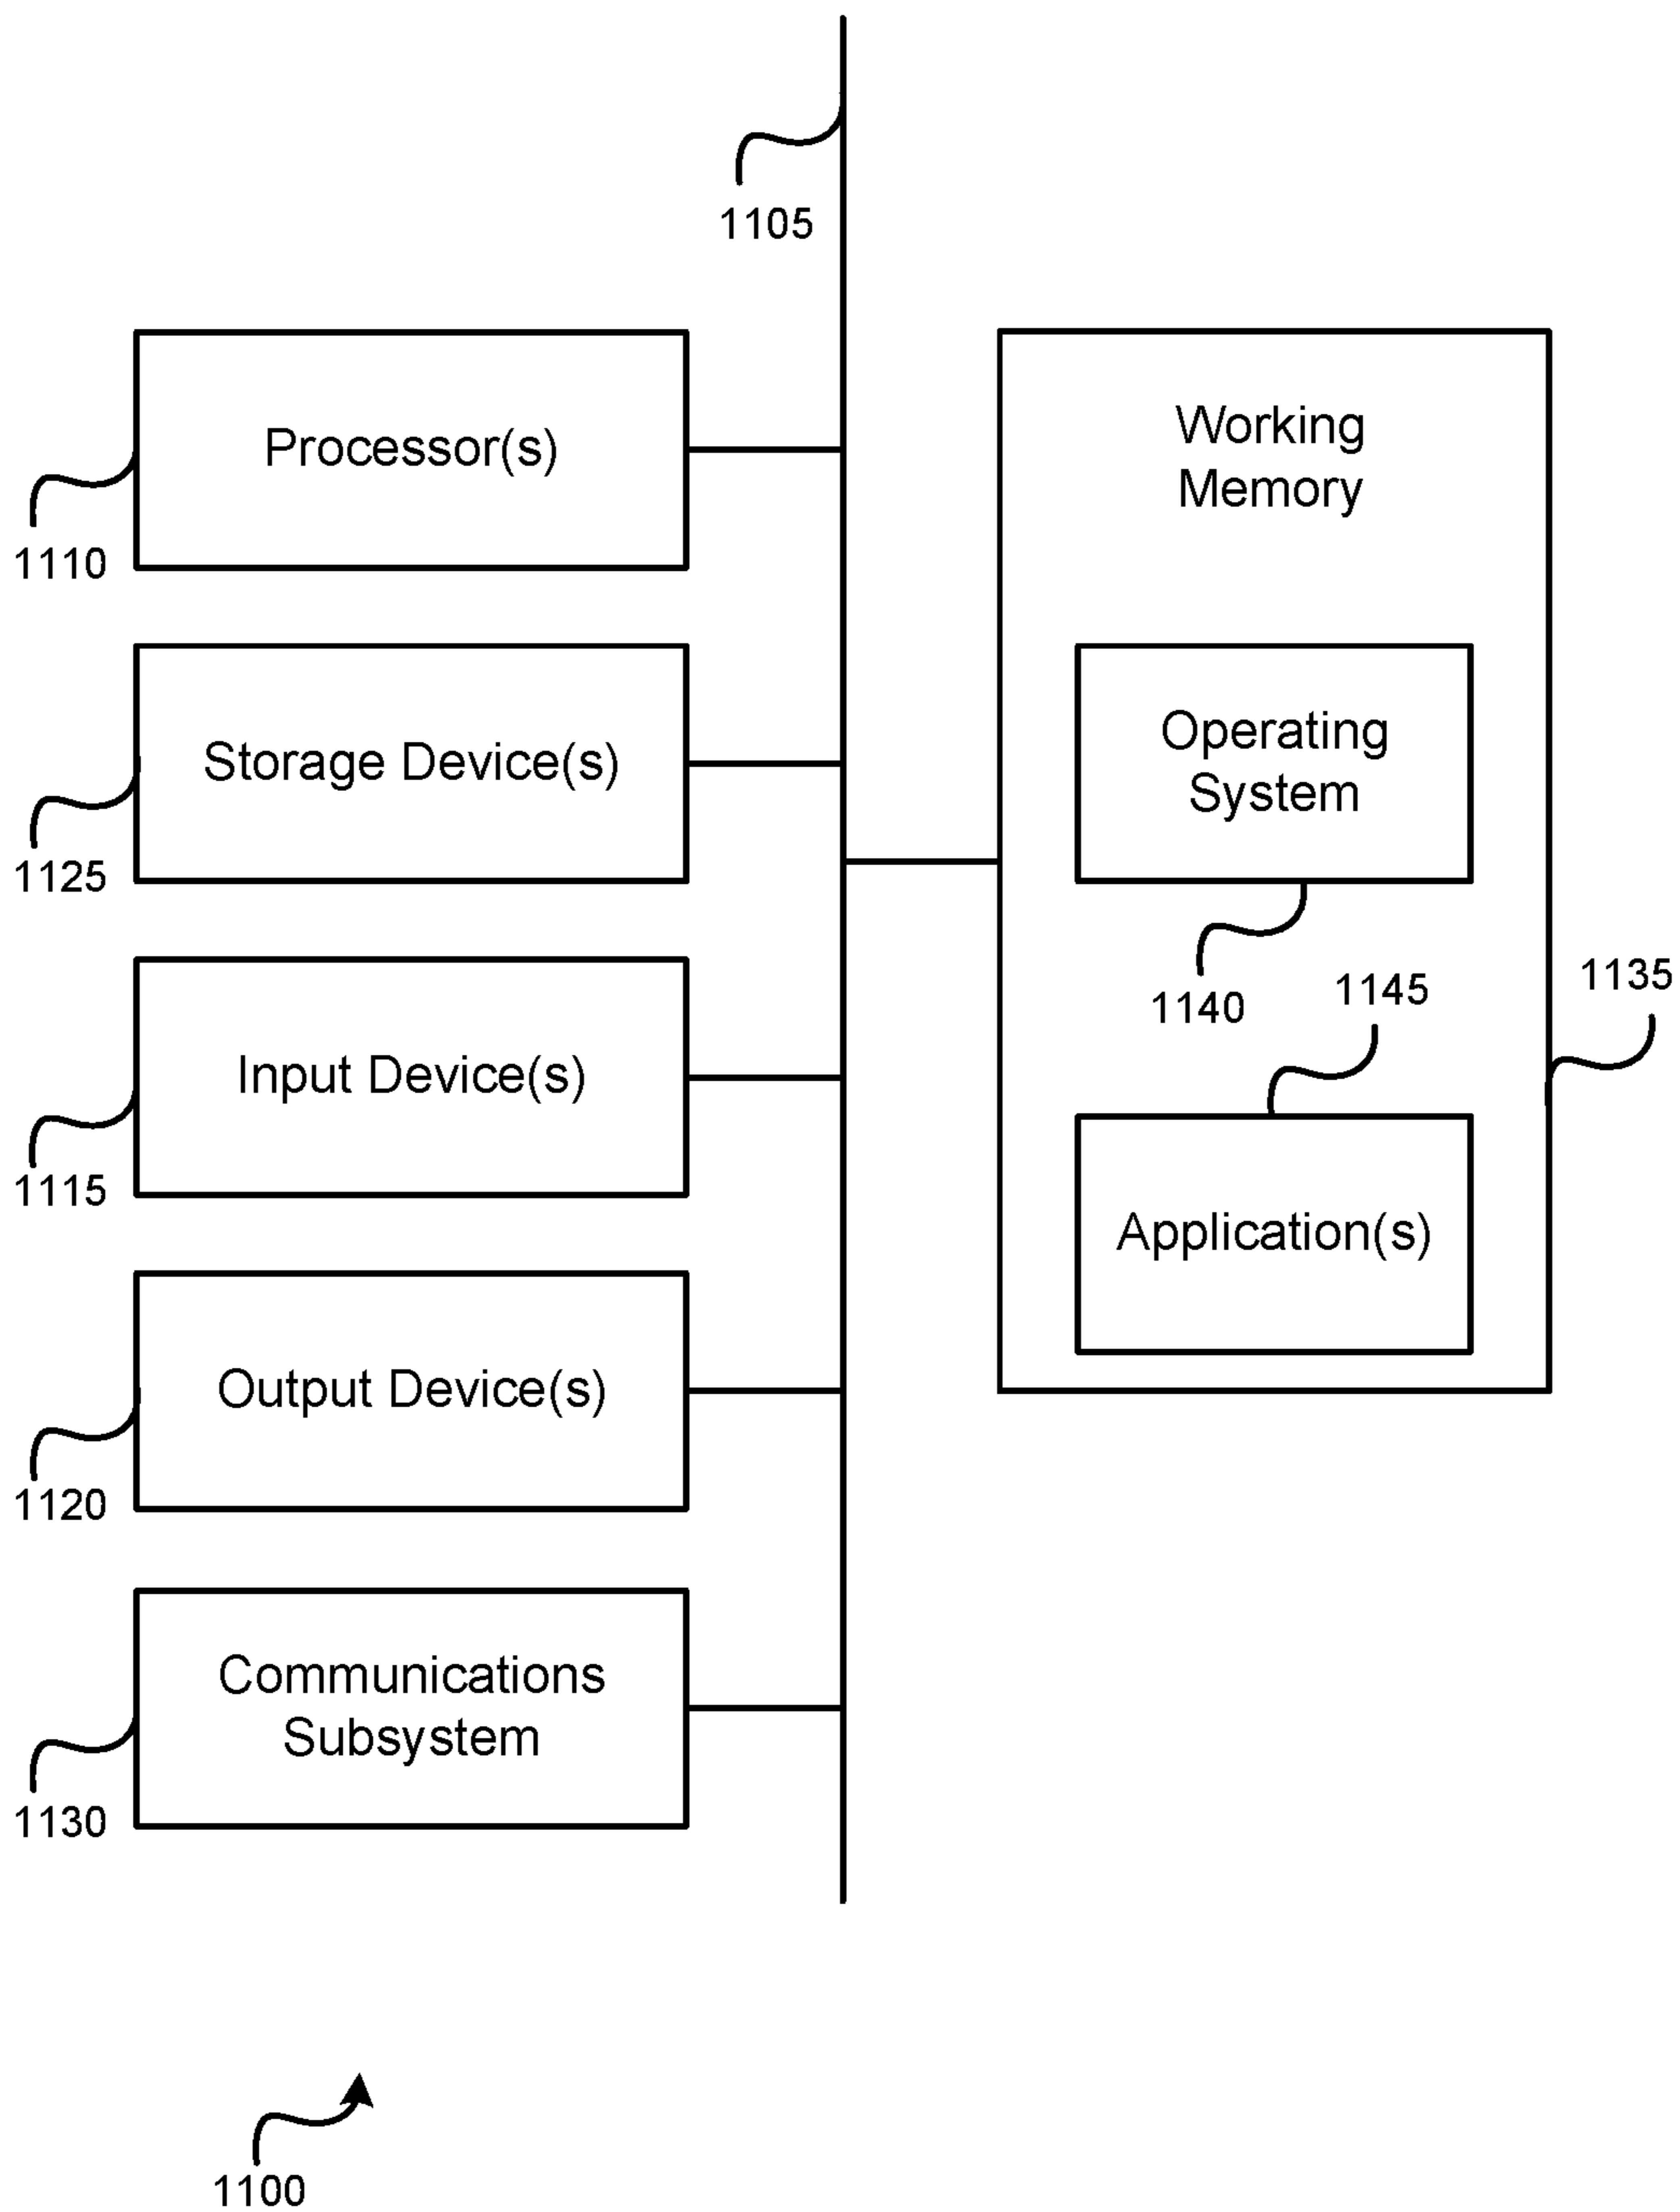 1105
Processor(s)
1110
Storage Device(s)
1125
Input Device(s)
1115
Output Device(s)
1120
Communications
Subsystem
1130
Working
Memory
Operating
System
1140
1145
1135
Application(s)
1100